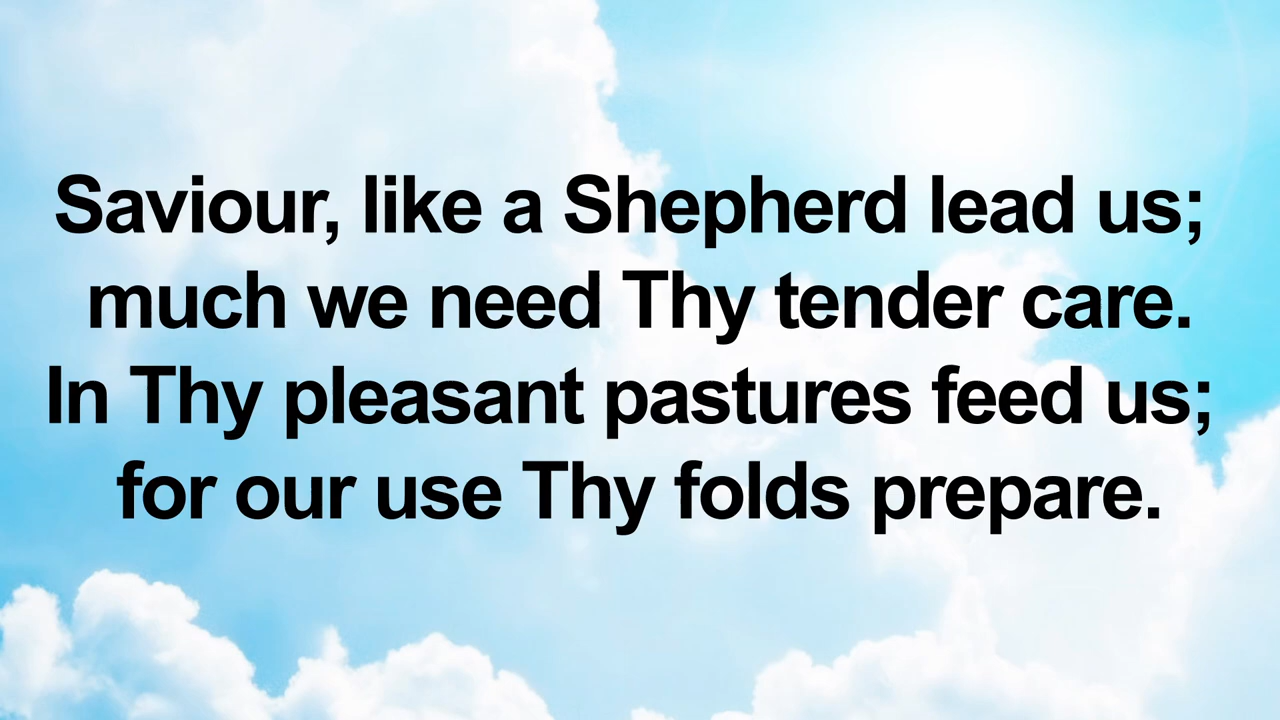 Saviour, like a Shepherd lead us;
much we need Thy tender care.
In Thy pleasant pastures feed us;
for our use Thy folds prepare.